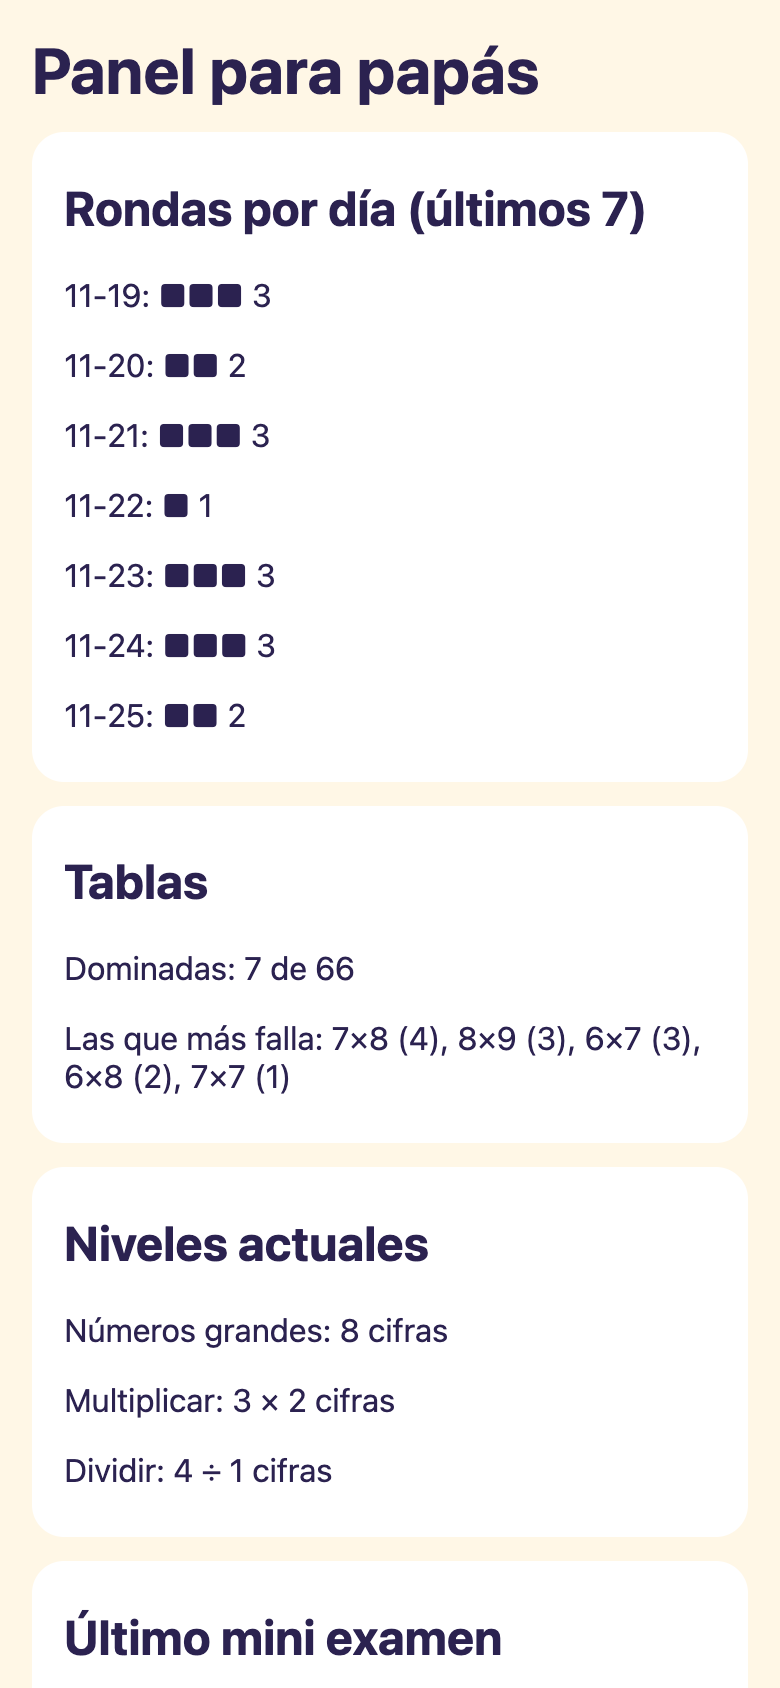 Panel para papás
Rondas por día (últimos 7)
11-19: ■■■ 3
11-20: ■■ 2
11-21: ■■■ 3
11-22: ■ 1
11-23: ■■■ 3
11-24: ■■■ 3
11-25: ■■ 2
Tablas
Dominadas: 7 de 66
Las que más falla: 7×8 (4), 8×9 (3), 6×7 (3),
6×8 (2), 7×7 (1)
Niveles actuales
Números grandes: 8 cifras
Multiplicar: 3 × 2 cifras
Dividir: 4 ÷ 1 cifras
Último mini examen